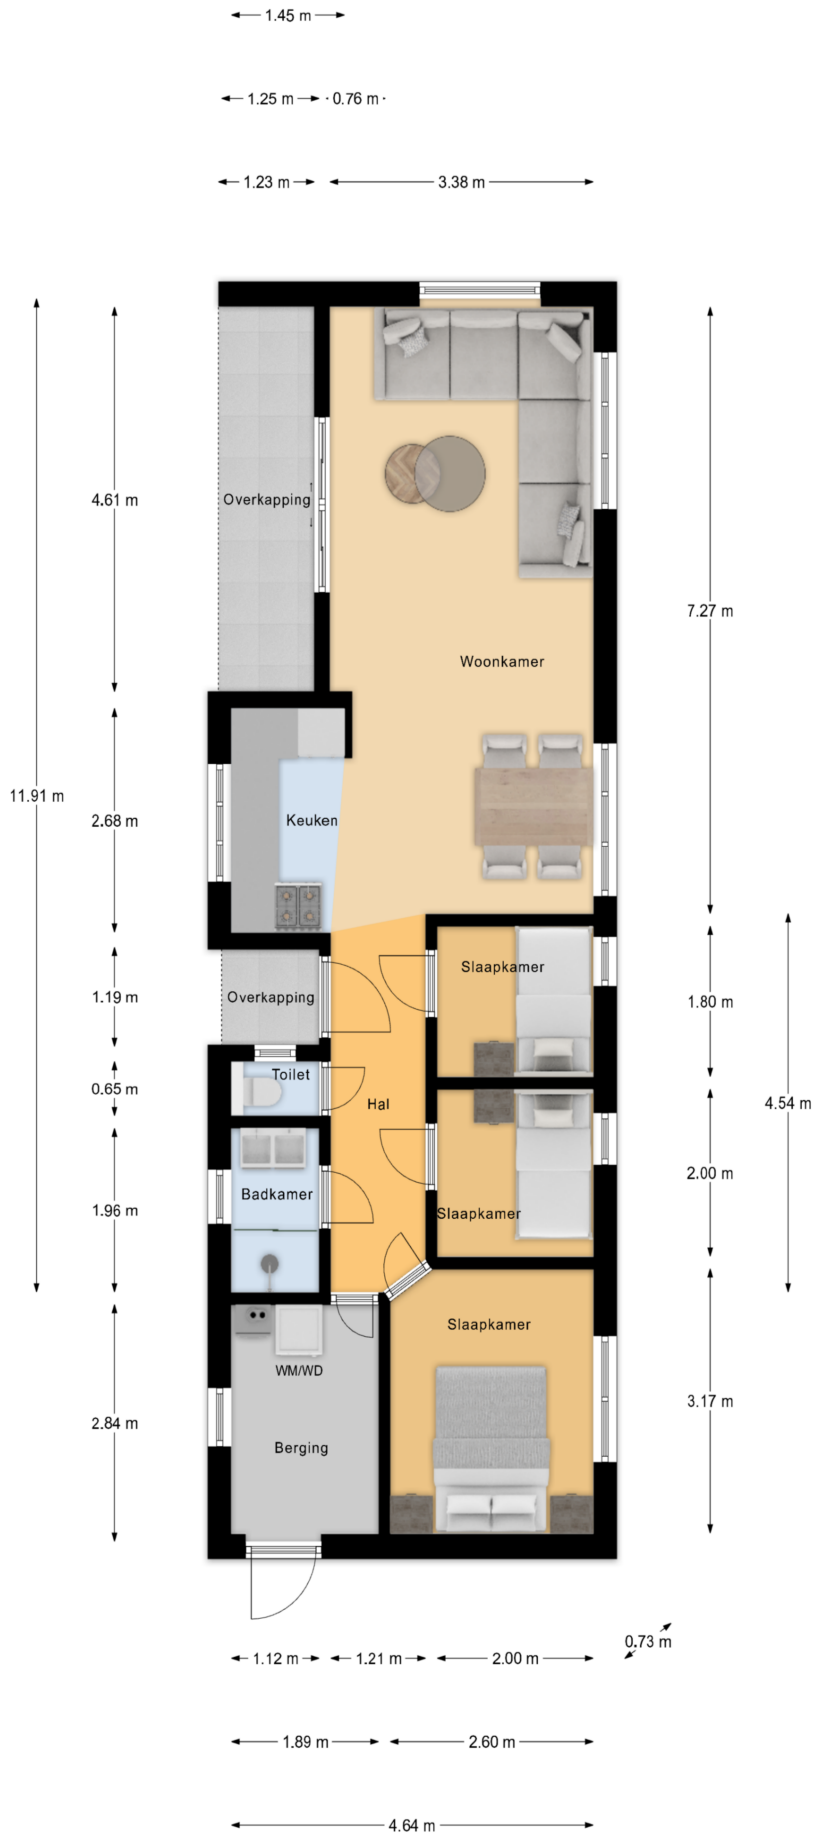 1.45 m
1.25 m
0.76 m
1.23 m
3.38 m
4.61 m
Overkapping
7.27 m
Woonkamer
11.91 m
2.68 m
Keuken
Slaapkamer
1.19 m
Overkapping
1.80 m
Toilet
0.65 m
Hal
4.54 m
2.00 m
Badkamer
1.96 m
Slaapkamer
Slaapkamer
WM/WD
3.17 m
2.84 m
Berging
0.73 m
1.12 m
1.21 m
2.00 m
1.89 m
2.60 m
4.64 m